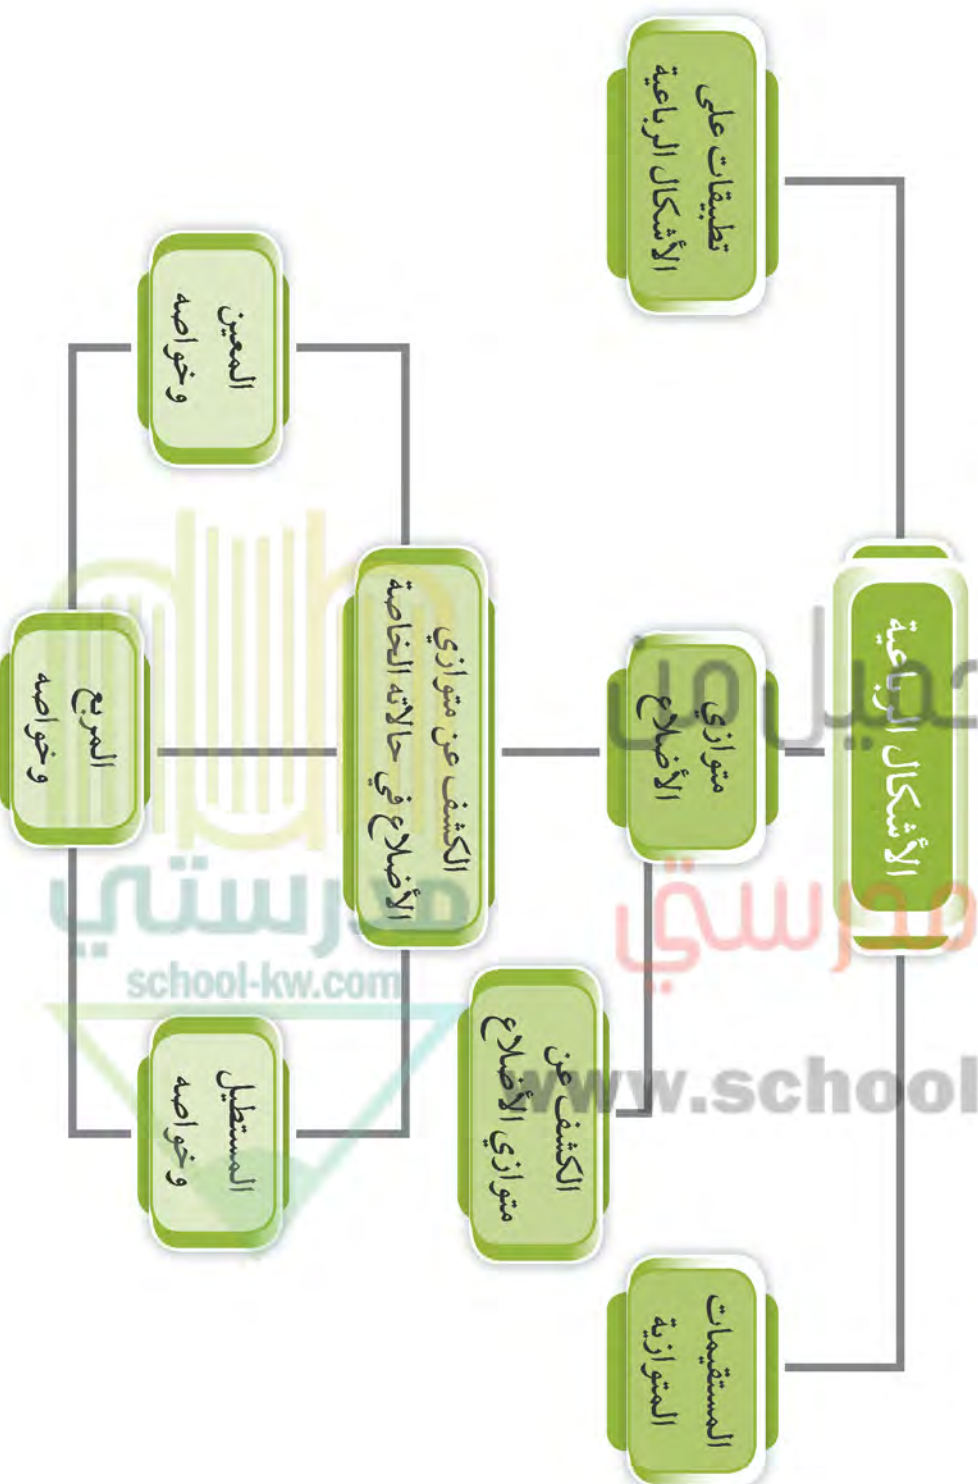 الأشكال الرباعية
المستقيمات
المتوازية
متوازي
الأضلاع
تطبيقات على
الأشكال الرباعية
الكشف عن
متوازي الأضلاع
الكشف عن متوازي
الأضلاع في حالاته الخاصة
المستطيل
وخواصه
المعين
وخواصه
المربع
وخواصه
مدرستي
school-kw.com
www.school